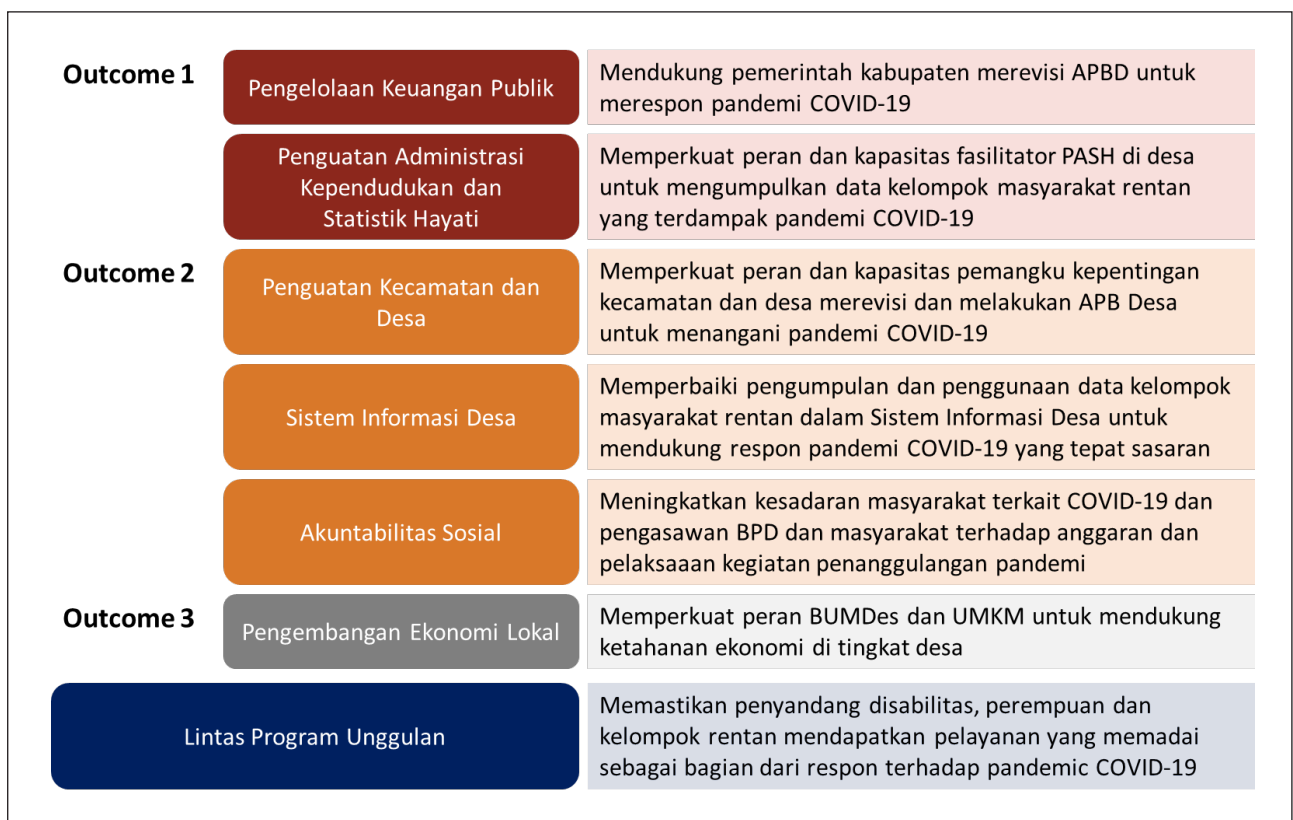 Outcome 1
Pengelolaan Keuangan Publik
Mendukung pemerintah kabupaten merevisi APBD untuk
merespon pandemi COVID-19
Penguatan Administrasi
Kependudukan dan
Statistik Hayati
Memperkuat peran dan kapasitas fasilitator PASH di desa
untuk mengumpulkan data kelompok masyarakat rentan
yang terdampak pandemi COVID-19
Outcome 2
Penguatan Kecamatan dan
Desa
Memperkuat peran dan kapasitas pemangku kepentingan
kecamatan dan desa merevisi dan melakukan APB Desa
untuk menangani pandemi COVID-19
Sistem Informasi Desa
Memperbaiki pengumpulan dan penggunaan data kelompok
masyarakat rentan dalam Sistem Informasi Desa untuk
mendukung respon pandemi COVID-19 yang tepat sasaran
Akuntabilitas Sosial
Meningkatkan kesadaran masyarakat terkait COVID-19 dan
pengasawan BPD dan masyarakat terhadap anggaran dan
pelaksaaan kegiatan penanggulangan pandemi
Outcome 3
Pengembangan Ekonomi Lokal
Memperkuat peran BUMDes dan UMKM untuk mendukung
ketahanan ekonomi di tingkat desa
Lintas Program Unggulan
Memastikan penyandang disabilitas, perempuan dan
kelompok rentan mendapatkan pelayanan yang memadai
sebagai bagian dari respon terhadap pandemic COVID-19